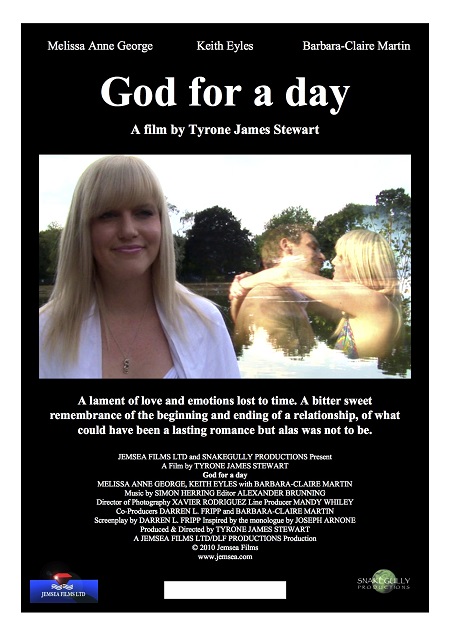 Melissa Anne George Keith Eyles Barbara-Claire Martin
God for a day
A film by Tyrone James Stewart
A lament of love and emotions lost to time. A bitter sweet
remembrance of the beginning and ending of a relationship, of what
could have been a lasting romance but alas was not to be.
JEMSEA FILMS LTD and SNAKEGULLY PRODUCTIONS Present
A Film by TYRONE JAMES STEWART
God for a day
MELISSA ANNE GEORGE, KEITH EYLES with BARBARA-CLAIRE MARTIN
Music by SIMON HERRING Editor ALEXANDER BRUNNING
Director of Photography XAVIER RODRIGUEZ Line Producer MANDY WHILEY
Co-Producers DARREN L. FRIPP and BARBARA-CLAIRE MARTIN
Screenplay by DARREN L. FRIPP Inspired by the monologue by JOSEPH ARNONE
Produced & Directed by TYRONE JAMES STEWART
A JEMSEA FILMS LTD/DLF PRODUCTIONS Production
© 2010 Jemsea Films
www.jemsea.com
JEMSEA FILMS LTD
SNAKEGULLY
PRODUCTIONS